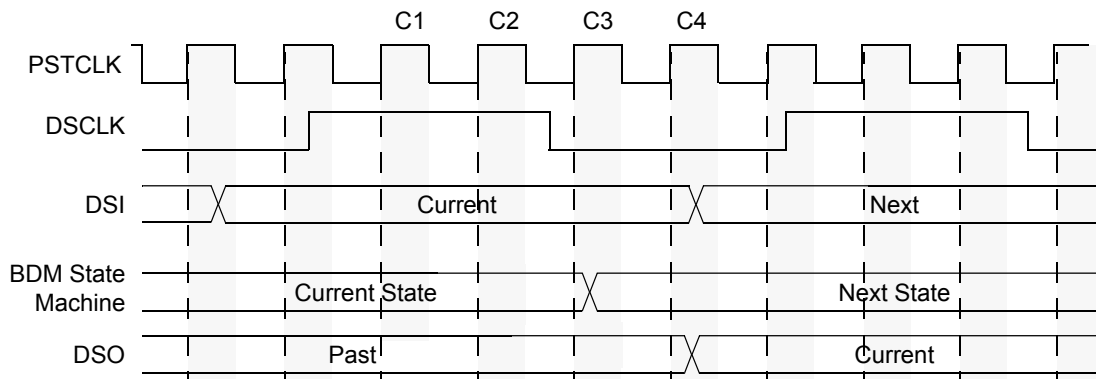 C1 C2 C3 C4
PSTCLK
DSCLK
DSI Current Next
BDM State
Machine Current State Next State
DSO Past Current